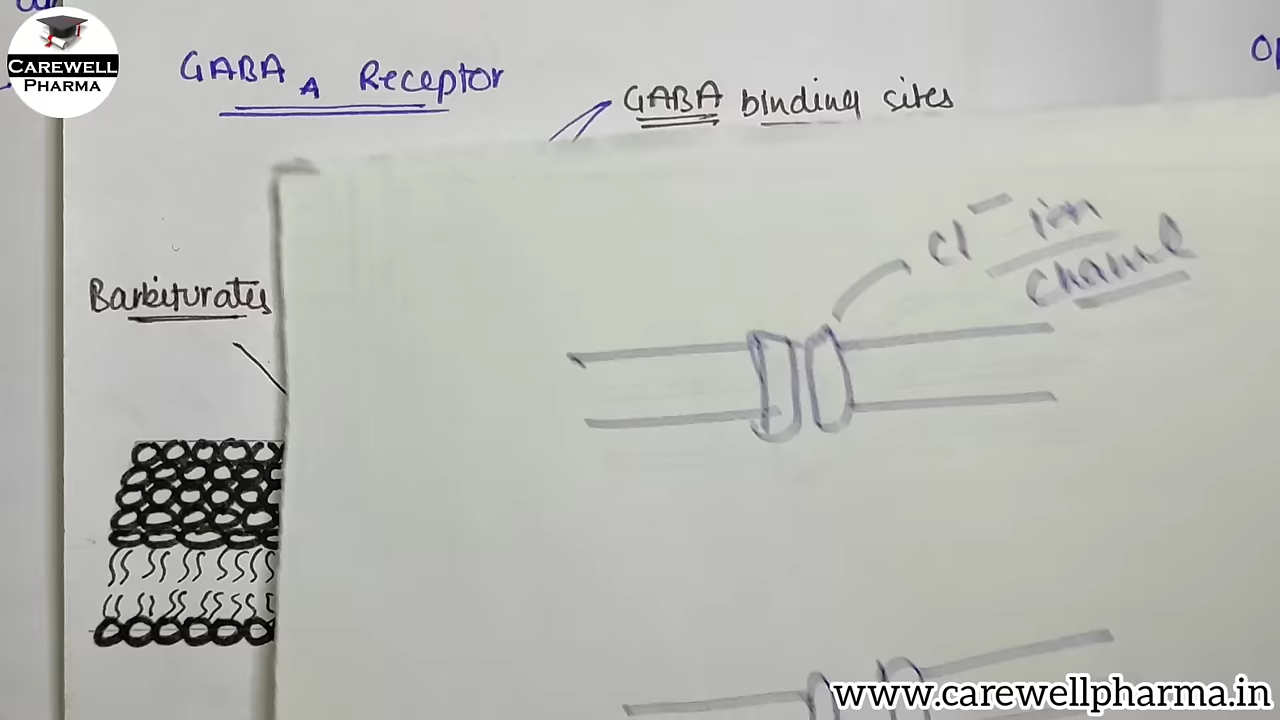 CAREWELL
PHARMA
GABA A Receptor
GABA binding sites
Cl⁻ ion
Channel
Barbiturates
www.carewellpharma.in